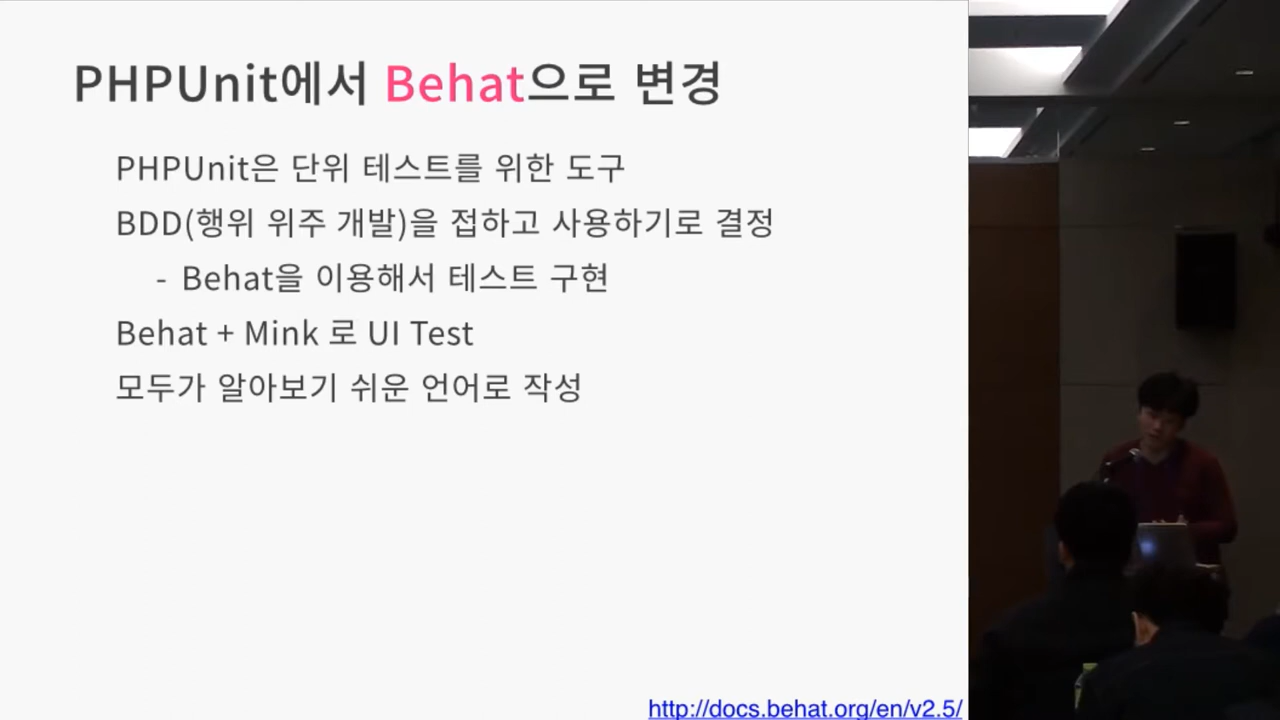 PHPUnit에서 Behat으로 변경
PHPUnit은 단위 테스트를 위한 도구
BDD(행위 위주 개발)을 접하고 사용하기로 결정
- Behat을 이용해서 테스트 구현
Behat + Mink 로 UI Test
모두가 알아보기 쉬운 언어로 작성
http://docs.behat.org/en/v2.5/